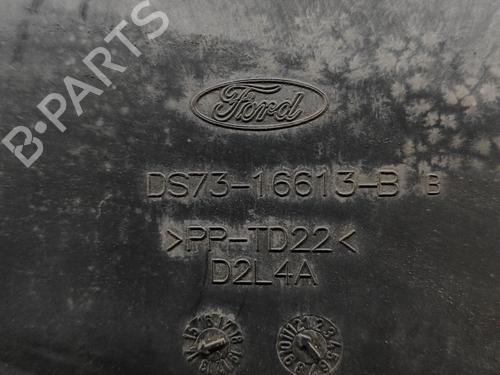 B-PARTS
Ford
DS73-16613-B B
>PP-TD22<
D2L4A